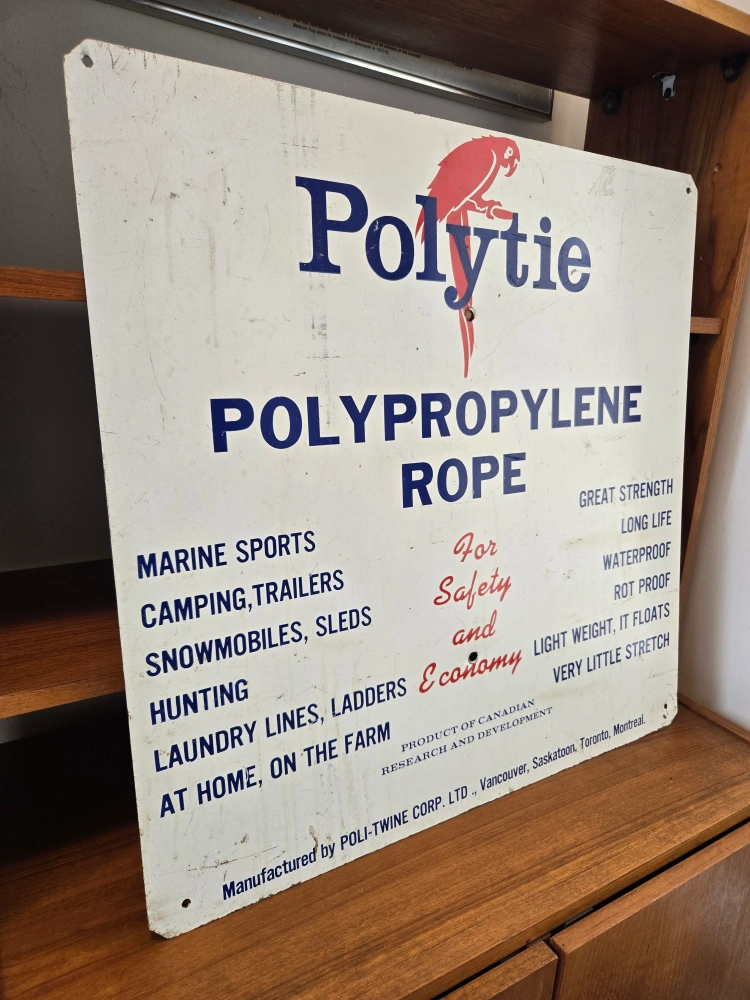 Polytie
POLYPROPYLENE
ROPE
MARINE SPORTS
CAMPING,TRAILERS
SNOWMOBILES, SLEDS
HUNTING
LAUNDRY LINES, LADDERS
AT HOME, ON THE FARM
For
Safety
and
Economy
GREAT STRENGTH
LONG LIFE
WATERPROOF
ROT PROOF
LIGHT WEIGHT, IT FLOATS
VERY LITTLE STRETCH
PRODUCT OF CANADIAN
RESEARCH AND DEVELOPMENT
Manufactured by POLI-TWINE CORP. LTD ., Vancouver, Saskatoon, Toronto, Montreal.